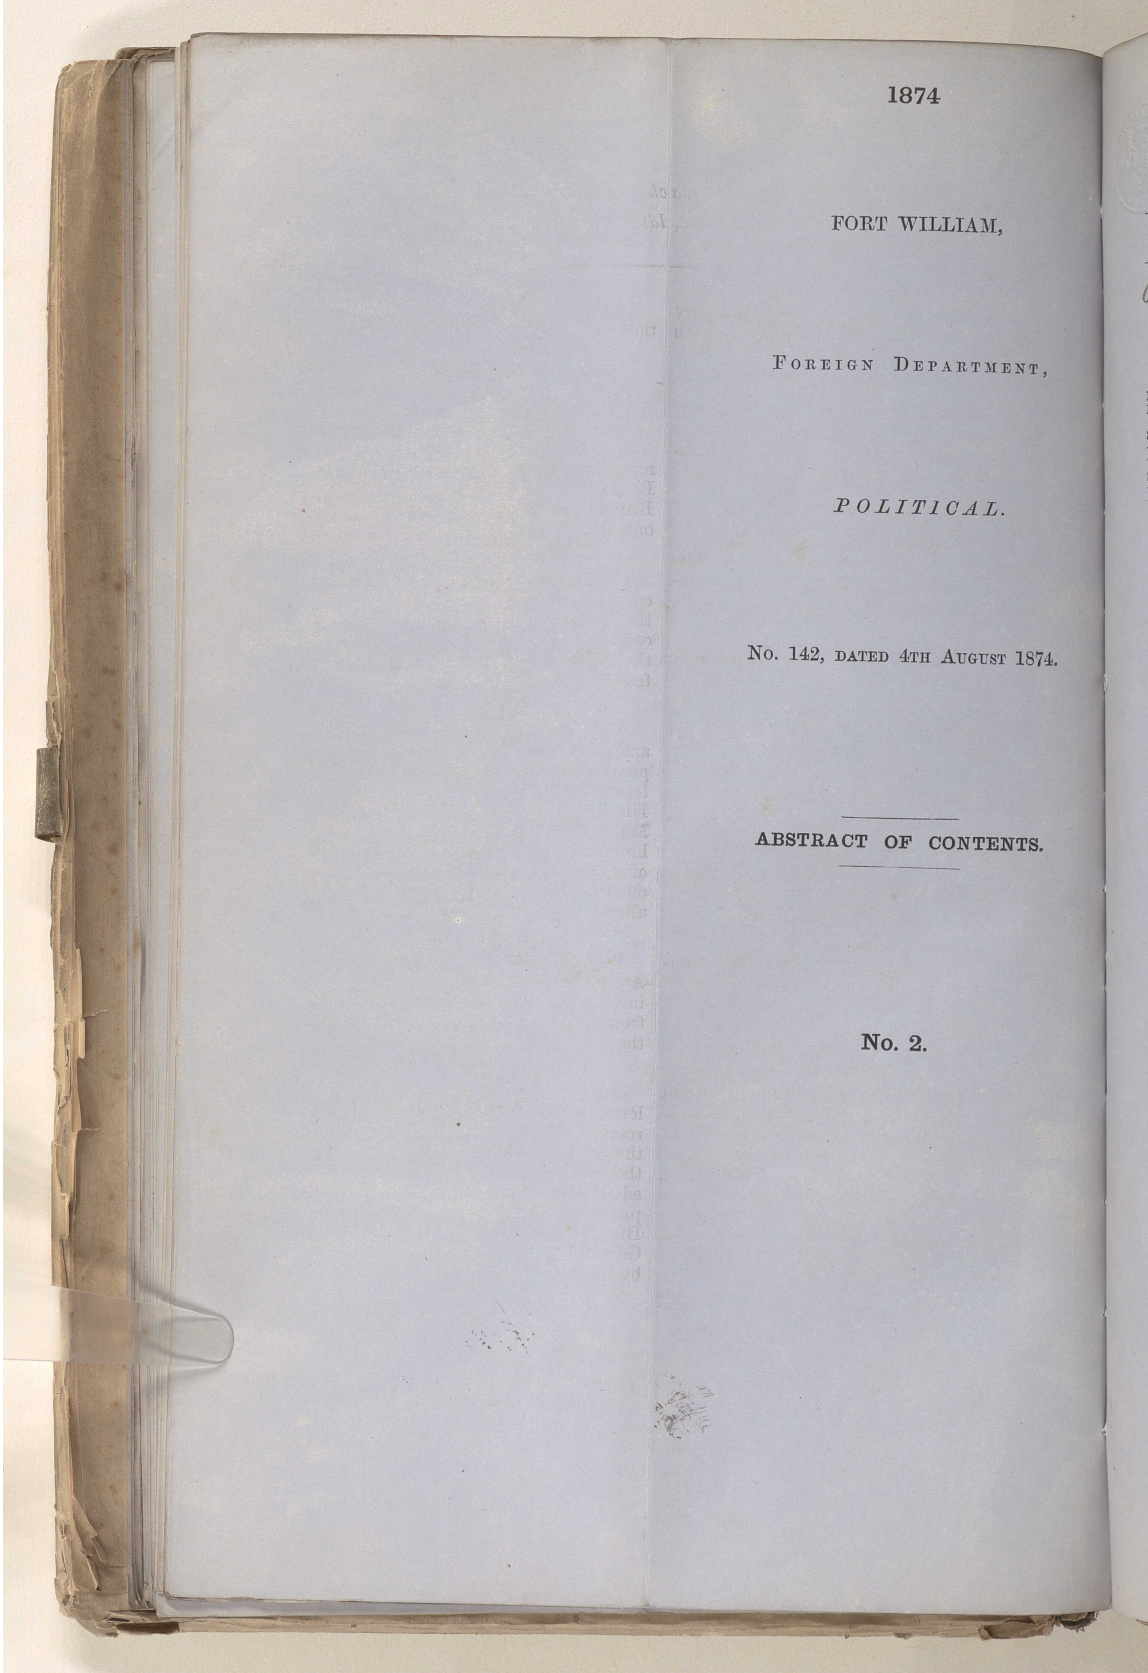 1874
FORT WILLIAM,
FOREIGN DEPARTMENT,
POLITICAL.
No. 142, DATED 4TH AUGUST 1874.
ABSTRACT OF CONTENTS.
No. 2.